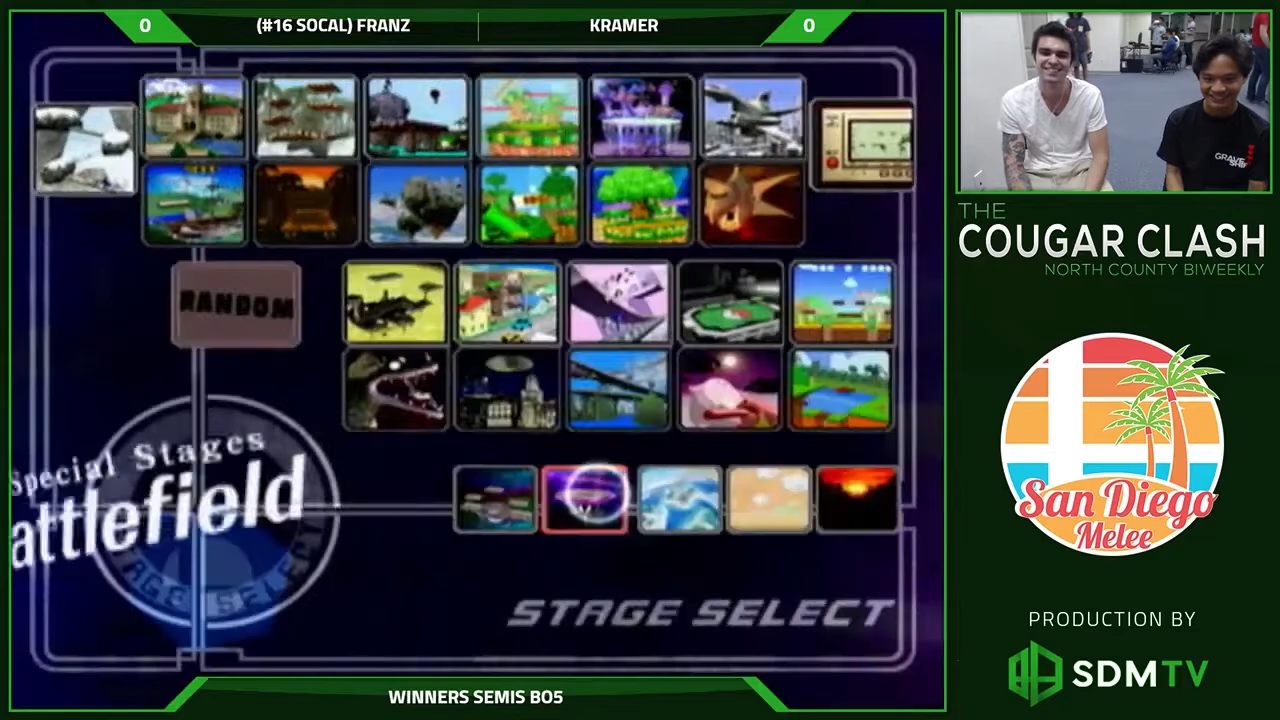 0
(#16 SOCAL) FRANZ
KRAMER
0
RANDOM
Special Stages
attlefield
STAGE SELECT
WINNERS SEMIS BO5
THE
COUGAR CLASH
NORTH COUNTY BIWEEKLY
San Diego
Melee
PRODUCTION BY
SDMTV